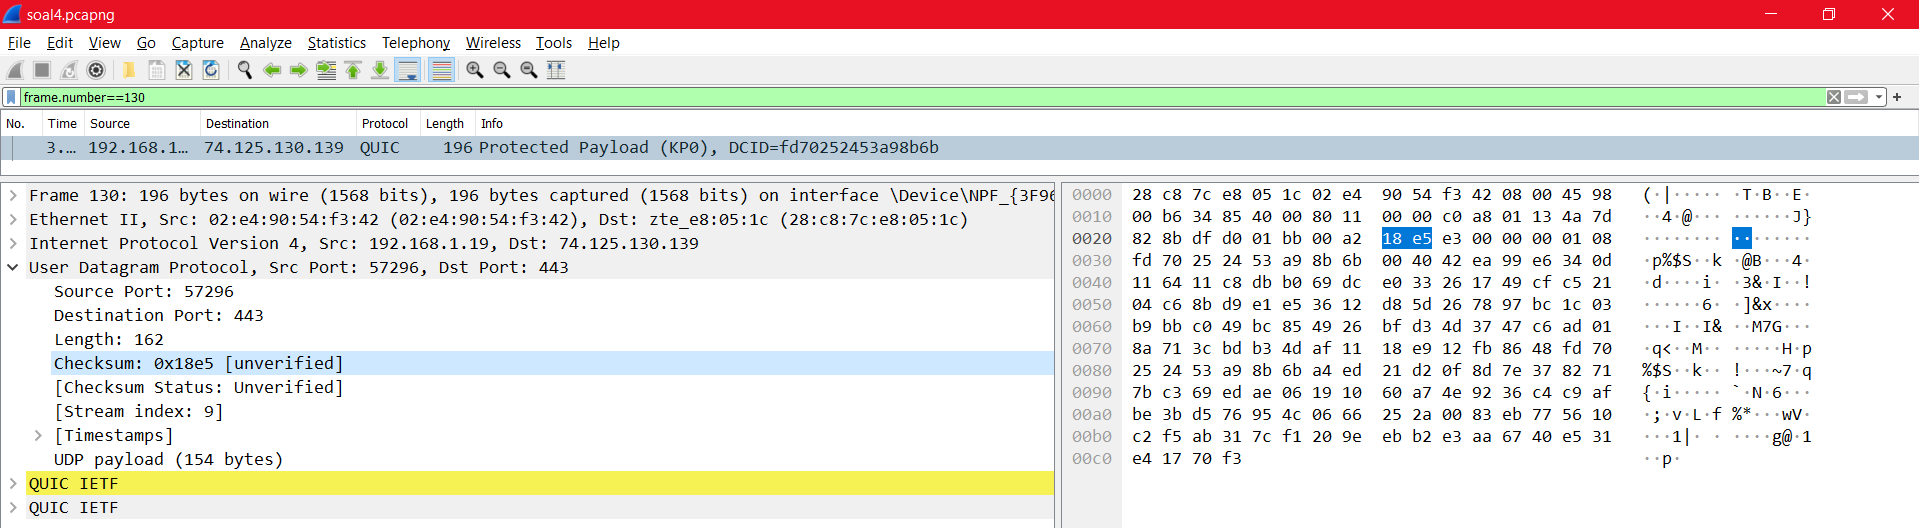 soal4.pcapng
File Edit View Go Capture Analyze Statistics Telephony Wireless Tools Help
frame.number==130
No. Time Source Destination Protocol Length Info
3.… 192.168.1… 74.125.130.139 QUIC 196 Protected Payload (KP0), DCID=fd70252453a98b6b
Frame 130: 196 bytes on wire (1568 bits), 196 bytes captured (1568 bits) on interface \Device\NPF_{3F96
Ethernet II, Src: 02:e4:90:54:f3:42 (02:e4:90:54:f3:42), Dst: zte_e8:05:1c (28:c8:7c:e8:05:1c)
Internet Protocol Version 4, Src: 192.168.1.19, Dst: 74.125.130.139
User Datagram Protocol, Src Port: 57296, Dst Port: 443
Source Port: 57296
Destination Port: 443
Length: 162
Checksum: 0x18e5 [unverified]
[Checksum Status: Unverified]
[Stream index: 9]
[Timestamps]
UDP payload (154 bytes)
QUIC IETF
QUIC IETF
0000 28 c8 7c e8 05 1c 02 e4 90 54 f3 42 08 00 45 98 (·|····· ·T·B··E·
0010 00 b6 34 85 40 00 80 11 00 00 c0 a8 01 13 4a 7d ··4·@··· ······J}
0020 82 8b df d0 01 bb 00 a2 18 e5 e3 00 00 00 01 08 ········ ········
0030 fd 70 25 24 53 a9 8b 6b 00 40 42 ea 99 e6 34 0d ·p%$S··k ·@B···4·
0040 11 64 11 c8 db b0 69 dc e0 33 26 17 49 cf c5 21 ·d····i· ·3&·I··!
0050 04 c6 8b d9 e1 e5 36 12 d8 5d 26 78 97 bc 1c 03 ······6· ·]&x····
0060 b9 bb c0 49 bc 85 49 26 bf d3 4d 37 47 c6 ad 01 ···I··I& ··M7G···
0070 8a 71 3c bd b3 4d af 11 18 e9 12 fb 86 48 fd 70 ·q<··M·· ·····H·p
0080 25 24 53 a9 8b 6b a4 ed 21 d2 0f 8d 7e 37 82 71 %$S··k·· !···~7·q
0090 7b c3 69 ed ae 06 19 10 60 a7 4e 92 36 c4 c9 af {·i····· `·N·6···
00a0 be 3b d5 76 95 4c 06 66 25 2a 00 83 eb 77 56 10 ·;·v·L·f %*···wV·
00b0 c2 f5 ab 31 7c f1 20 9e eb b2 e3 aa 67 40 e5 31 ···1|· · ····g@·1
00c0 e4 17 70 f3 ··p·